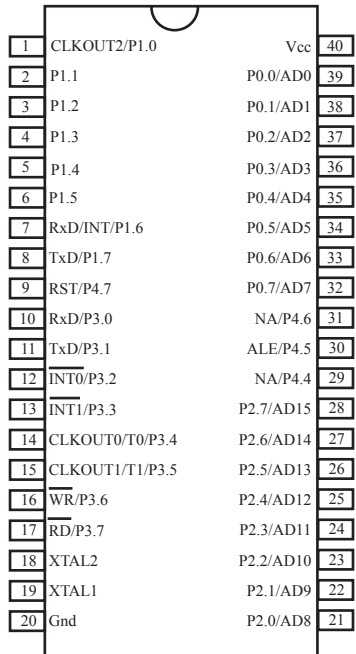 1 CLKOUT2/P1.0 Vcc 40
2 P1.1 P0.0/AD0 39
3 P1.2 P0.1/AD1 38
4 P1.3 P0.2/AD2 37
5 P1.4 P0.3/AD3 36
6 P1.5 P0.4/AD4 35
7 RxD/INT/P1.6 P0.5/AD5 34
8 TxD/P1.7 P0.6/AD6 33
9 RST/P4.7 P0.7/AD7 32
10 RxD/P3.0 NA/P4.6 31
11 TxD/P3.1 ALE/P4.5 30
12 INT0/P3.2 NA/P4.4 29
13 INT1/P3.3 P2.7/AD15 28
14 CLKOUT0/T0/P3.4 P2.6/AD14 27
15 CLKOUT1/T1/P3.5 P2.5/AD13 26
16 WR/P3.6 P2.4/AD12 25
17 RD/P3.7 P2.3/AD11 24
18 XTAL2 P2.2/AD10 23
19 XTAL1 P2.1/AD9 22
20 Gnd P2.0/AD8 21